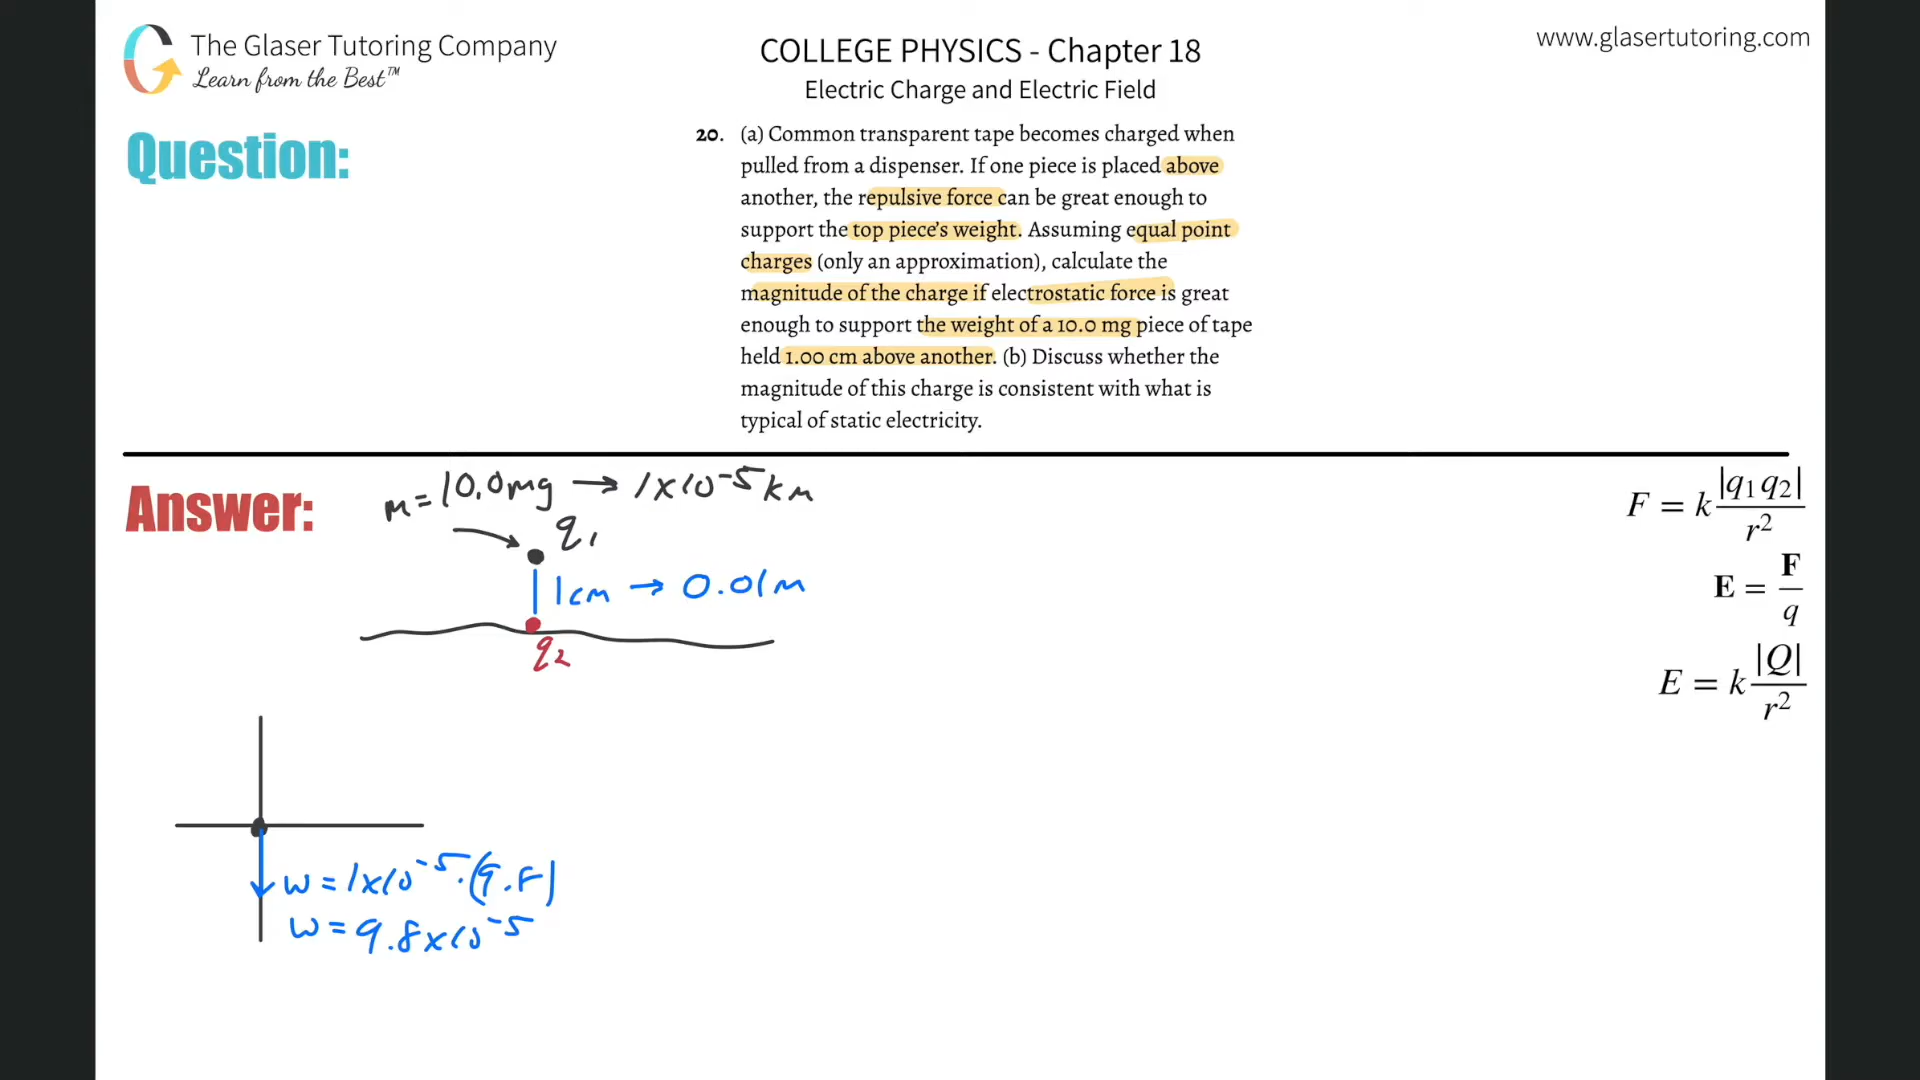 The Glaser Tutoring Company
Learn from the Best™
COLLEGE PHYSICS - Chapter 18
Electric Charge and Electric Field
www.glasertutoring.com
Question:
20. (a) Common transparent tape becomes charged when
pulled from a dispenser. If one piece is placed above
another, the repulsive force can be great enough to
support the top piece's weight. Assuming equal point
charges (only an approximation), calculate the
magnitude of the charge if electrostatic force is great
enough to support the weight of a 10.0 mg piece of tape
held 1.00 cm above another. (b) Discuss whether the
magnitude of this charge is consistent with what is
typical of static electricity.
Answer:
m = 10.0mg → 1x10⁻⁵ km
q₁
1cm → 0.01m
q₂
w = 1x10⁻⁵·(9.8)
w = 9.8x10⁻⁵
F = k |q₁q₂| / r²
E = F / q
E = k |Q| / r²